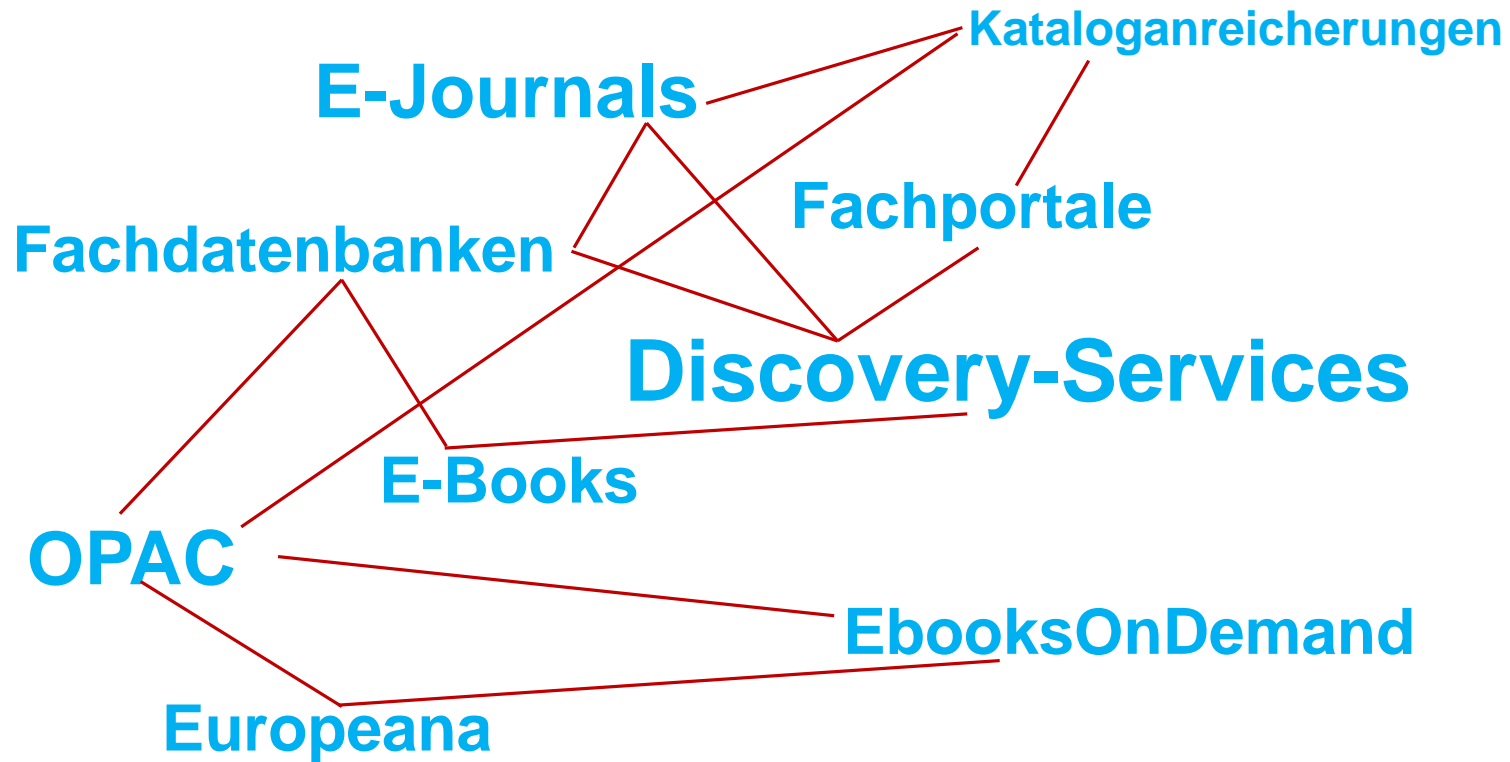 Kataloganreicherungen
E-Journals
Fachportale
Fachdatenbanken
Discovery-Services
E-Books
OPAC
EbooksOnDemand
Europeana